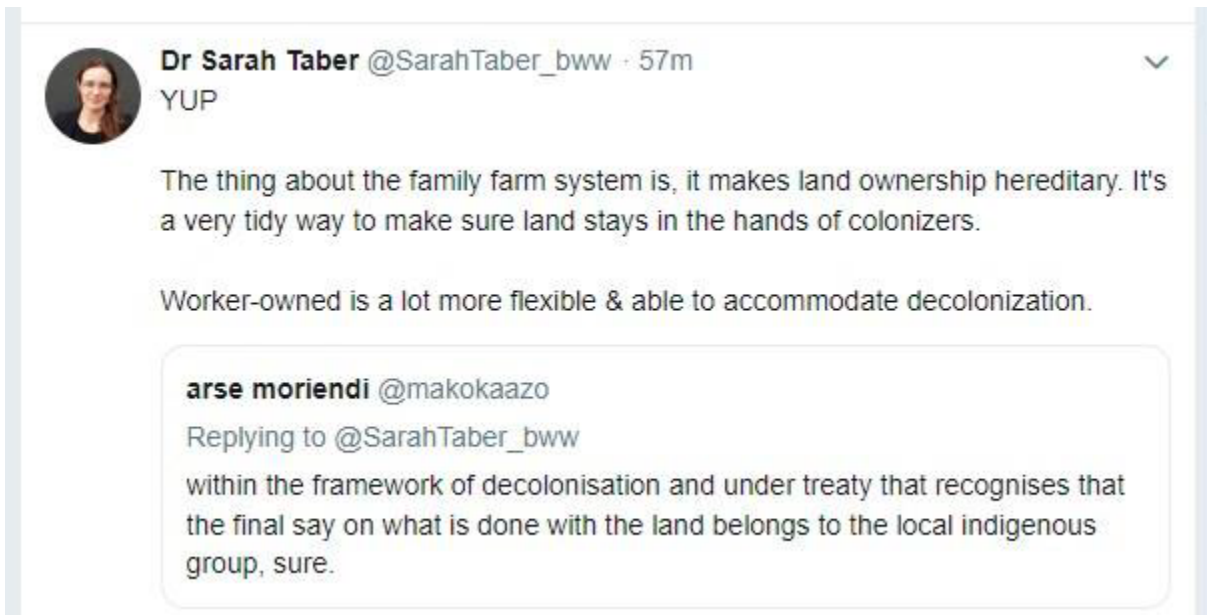 Dr Sarah Taber @SarahTaber_bww · 57m
YUP
The thing about the family farm system is, it makes land ownership hereditary. It's
a very tidy way to make sure land stays in the hands of colonizers.
Worker-owned is a lot more flexible & able to accommodate decolonization.
arse moriendi @makokaazo
Replying to @SarahTaber_bww
within the framework of decolonisation and under treaty that recognises that
the final say on what is done with the land belongs to the local indigenous
group, sure.